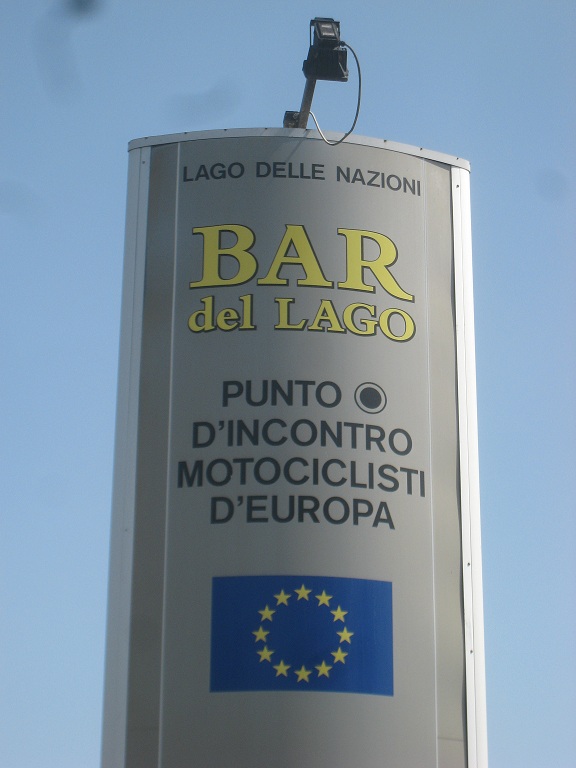 LAGO DELLE NAZIONI
BAR
del LAGO
PUNTO
D'INCONTRO
MOTOCICLISTI
D'EUROPA